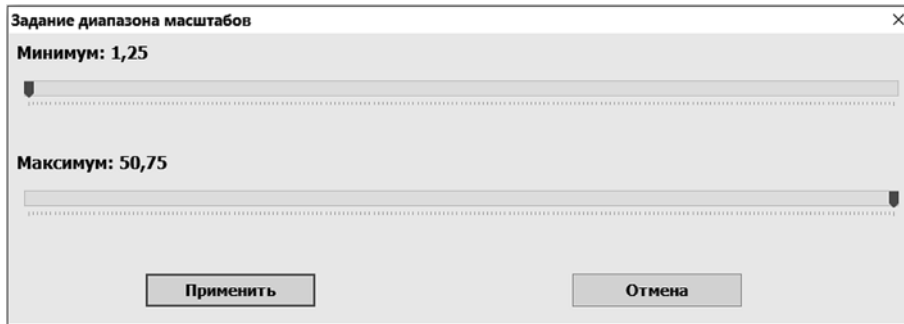 Задание диапазона масштабов
Минимум: 1,25
Максимум: 50,75
Применить Отмена